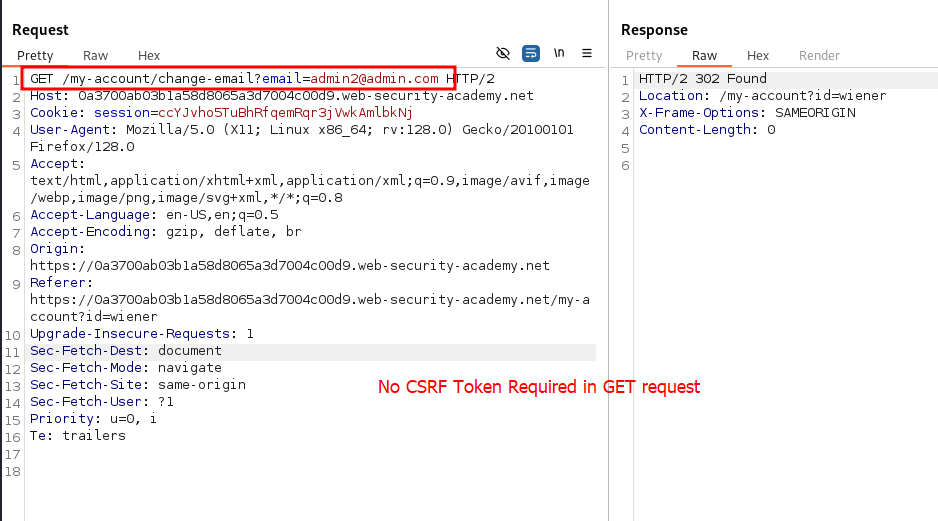 Request
Pretty Raw Hex
\n
1 GET /my-account/change-email?email=admin2@admin.com HTTP/2
2 Host: 0a3700ab03b1a58d8065a3d7004c00d9.web-security-academy.net
3 Cookie: session=ccYJvho5TuBhRfqemRqr3jVwkAmlbkNj
4 User-Agent: Mozilla/5.0 (X11; Linux x86_64; rv:128.0) Gecko/20100101
Firefox/128.0
5 Accept:
text/html,application/xhtml+xml,application/xml;q=0.9,image/avif,image
/webp,image/png,image/svg+xml,*/*;q=0.8
6 Accept-Language: en-US,en;q=0.5
7 Accept-Encoding: gzip, deflate, br
8 Origin:
https://0a3700ab03b1a58d8065a3d7004c00d9.web-security-academy.net
9 Referer:
https://0a3700ab03b1a58d8065a3d7004c00d9.web-security-academy.net/my-a
ccount?id=wiener
10 Upgrade-Insecure-Requests: 1
11 Sec-Fetch-Dest: document
12 Sec-Fetch-Mode: navigate
13 Sec-Fetch-Site: same-origin
14 Sec-Fetch-User: ?1
15 Priority: u=0, i
16 Te: trailers
17
18
No CSRF Token Required in GET request
Response
Pretty Raw Hex Render
1 HTTP/2 302 Found
2 Location: /my-account?id=wiener
3 X-Frame-Options: SAMEORIGIN
4 Content-Length: 0
5
6